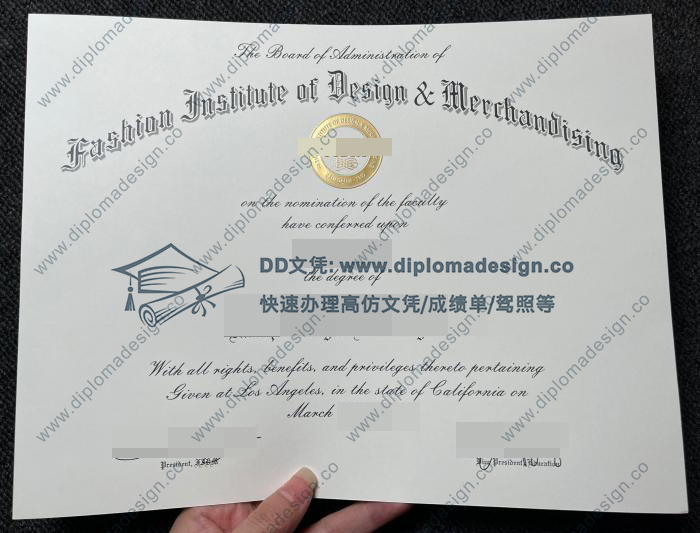 The Board of Administration of
Fashion Institute of Design & Merchandising
on the nomination of the faculty
have conferred upon
DD文凭: www.diplomadesign.co
the degree of
快速办理高仿文凭/成绩单/驾照等
With all rights, benefits, and privileges thereto pertaining
Given at Los Angeles, in the state of California on
March
President,
Vice President Education
www.diplomadesign.co